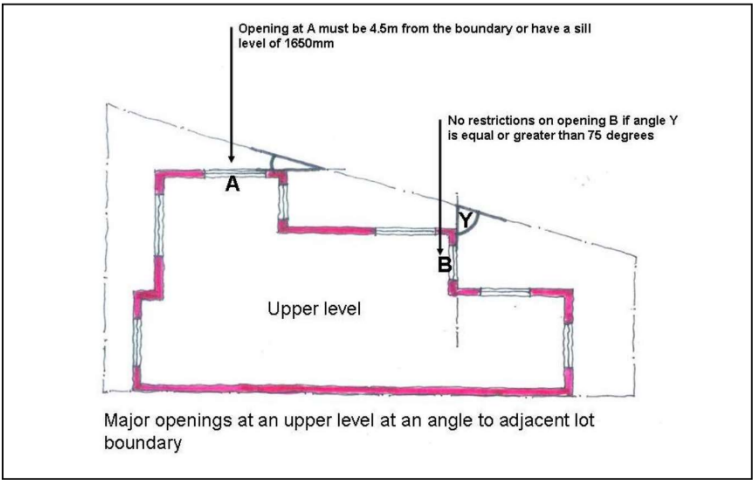 Opening at A must be 4.5m from the boundary or have a sill
level of 1650mm
No restrictions on opening B if angle Y
is equal or greater than 75 degrees
A
Y
B
Upper level
Major openings at an upper level at an angle to adjacent lot
boundary